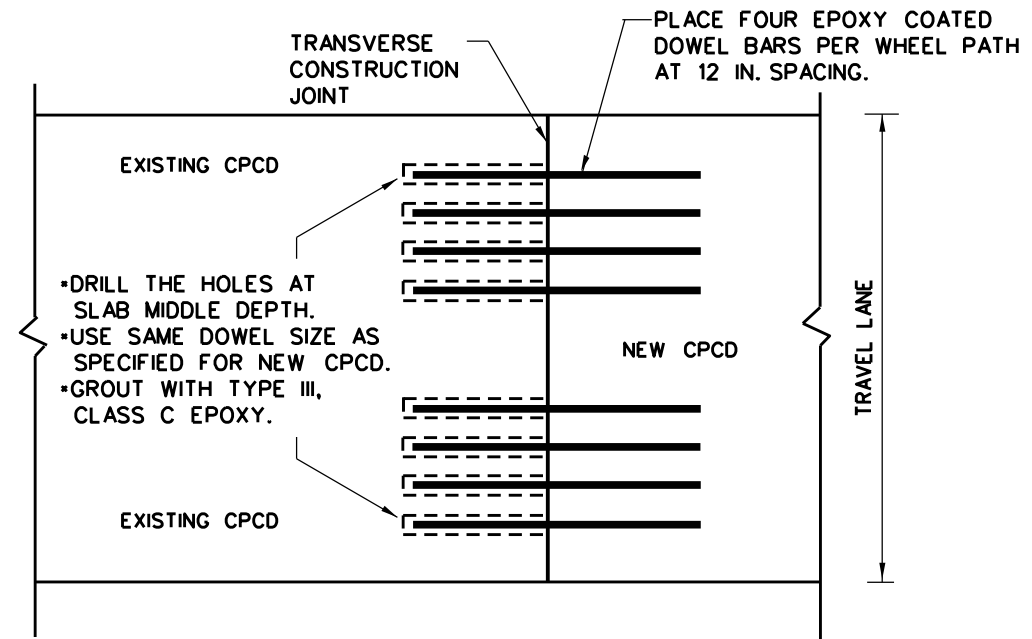 PLACE FOUR EPOXY COATED
DOWEL BARS PER WHEEL PATH
AT 12 IN. SPACING.
TRANSVERSE
CONSTRUCTION
JOINT
EXISTING CPCD
*DRILL THE HOLES AT
SLAB MIDDLE DEPTH.
*USE SAME DOWEL SIZE AS
SPECIFIED FOR NEW CPCD.
*GROUT WITH TYPE III,
CLASS C EPOXY.
NEW CPCD
TRAVEL LANE
EXISTING CPCD